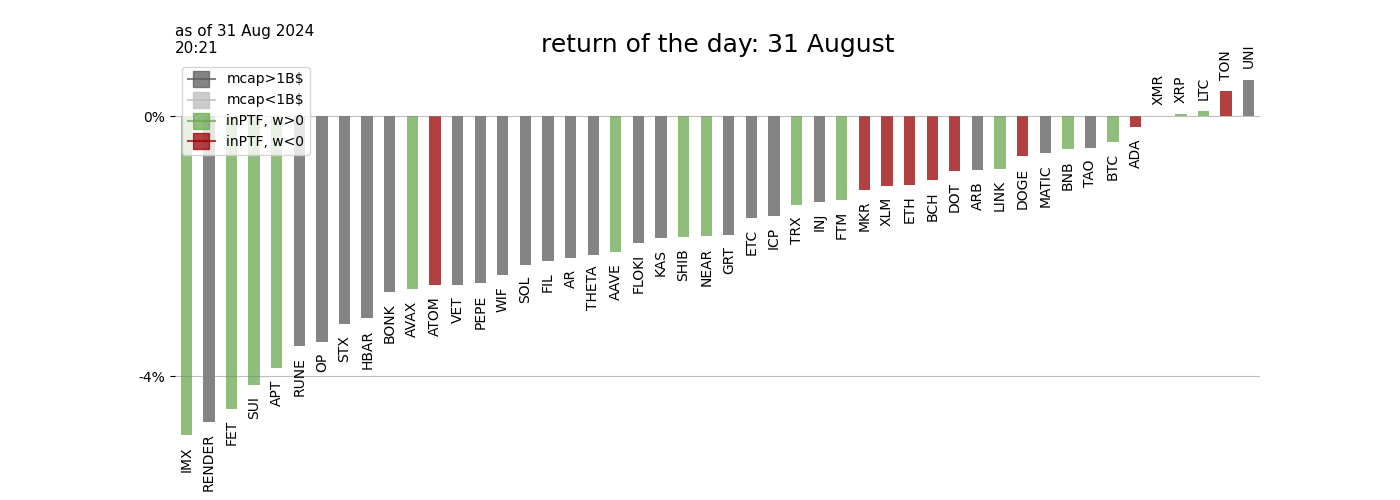 as of 31 Aug 2024
20:21
return of the day: 31 August
mcap>1B$
mcap<1B$
inPTF, w>0
inPTF, w<0
0%
-4%
IMX
RENDER
FET
SUI
APT
RUNE
OP
STX
HBAR
BONK
AVAX
ATOM
VET
PEPE
WIF
SOL
FIL
AR
THETA
AAVE
FLOKI
KAS
SHIB
NEAR
GRT
ETC
ICP
TRX
INJ
FTM
MKR
XLM
ETH
BCH
DOT
ARB
LINK
DOGE
MATIC
BNB
TAO
BTC
ADA
XMR
XRP
LTC
TON
UNI